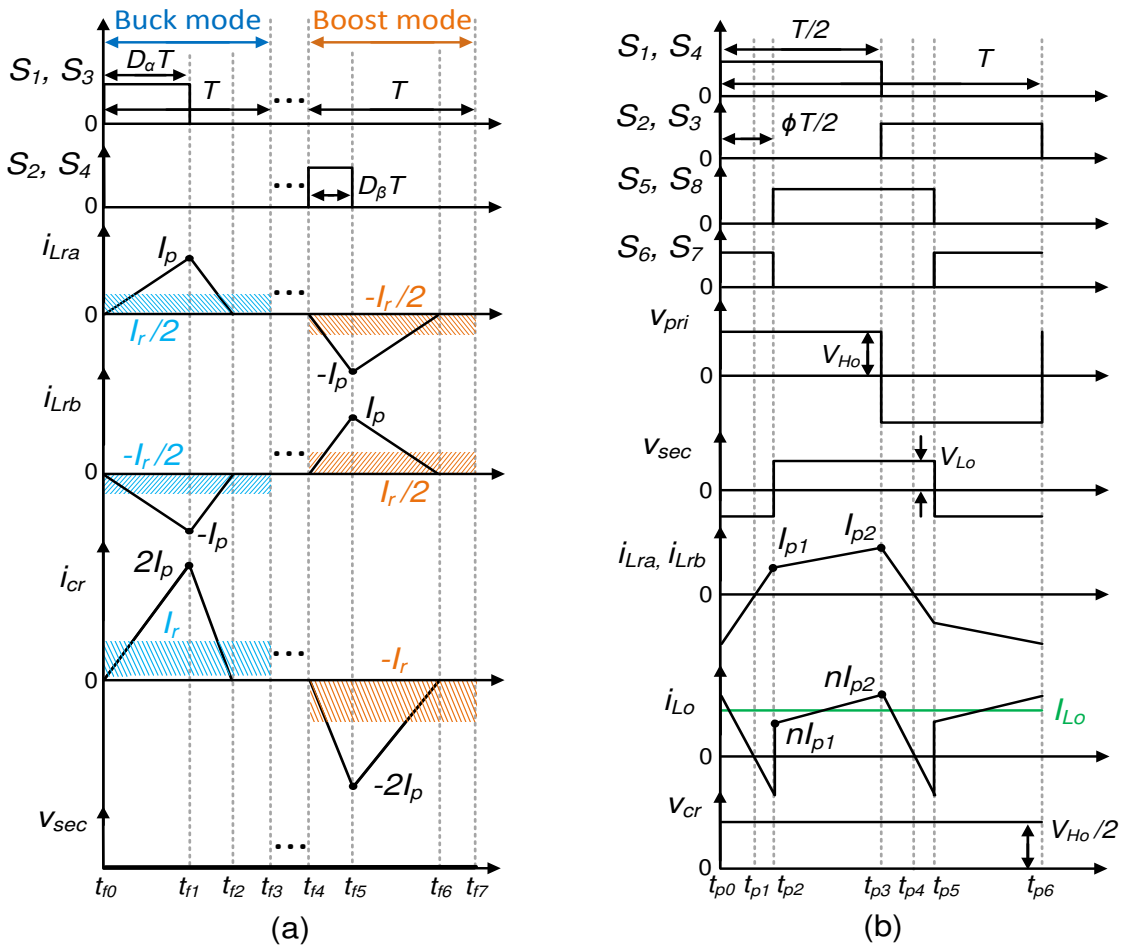 Buck mode
Boost mode
DαT
S1, S3
T
...
T
0
S2, S4
...
DβT
0
iLra
Ip
...
-Ir/2
0
Ir/2
-Ip
iLrb
Ip
-Ir/2
...
0
Ir/2
-Ip
icr
2Ip
Ir
...
-Ir
0
-2Ip
vsec
...
tf0 tf1 tf2 tf3 tf4 tf5 tf6 tf7
(a)
T/2
S1, S4
T
0
S2, S3
ϕT/2
0
S5, S8
0
S6, S7
0
vpri
VHo
0
vsec
VLo
0
Ip1
Ip2
iLra, iLrb
0
iLo
nIp2
ILo
nIp1
0
vcr
VHo/2
0
tp0 tp1 tp2 tp3 tp4 tp5 tp6
(b)